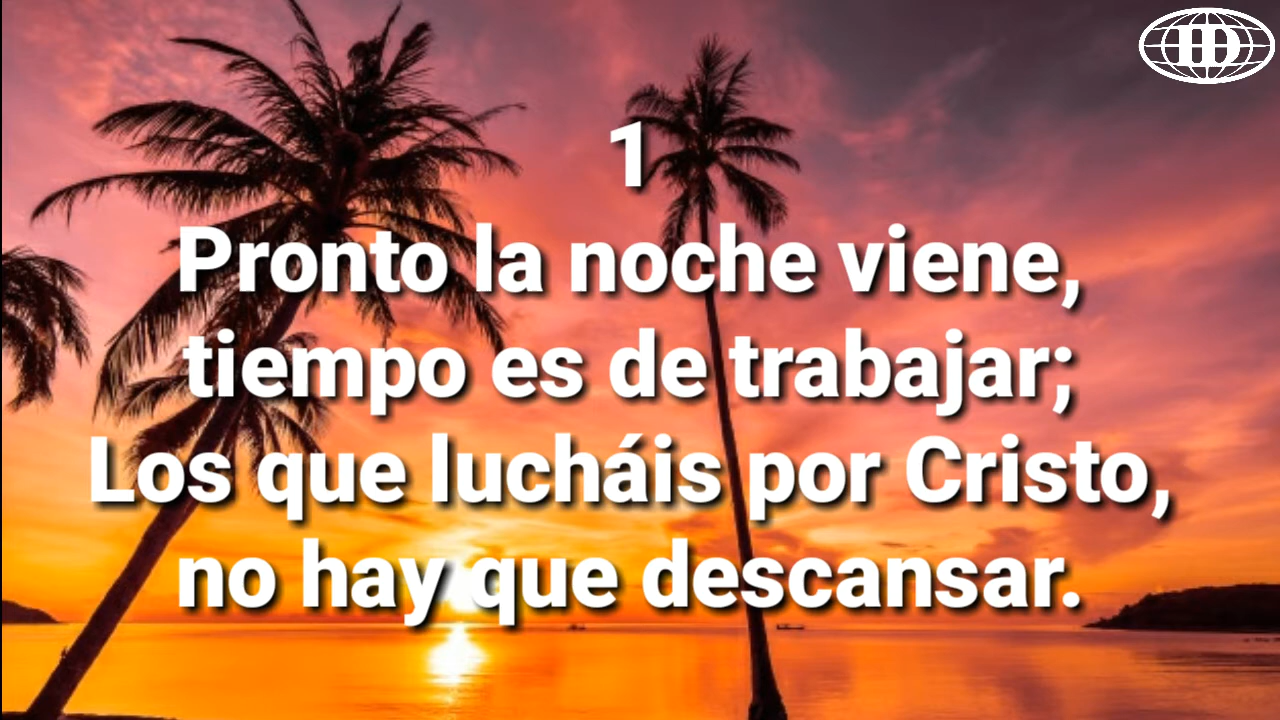 1
Pronto la noche viene,
tiempo es de trabajar;
Los que lucháis por Cristo,
no hay que descansar.